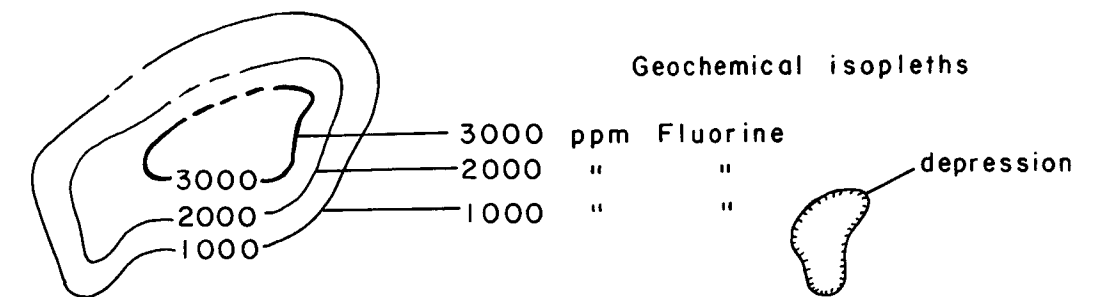 Geochemical isopleths
3000 ppm Fluorine
depression
2000 " "
3000
1000 " "
2000
1000